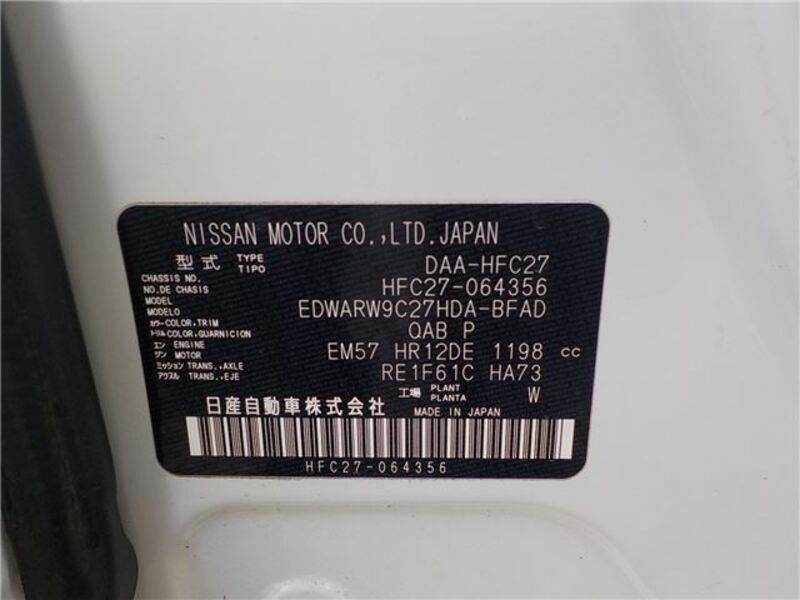 NISSAN MOTOR CO.,LTD.JAPAN
型式 TYPE TIPO DAA-HFC27
CHASSIS NO. NO.DE CHASIS HFC27-064356
MODEL MODELO EDWARW9C27HDA-BFAD
カラー COLOR,TRIM トリム COLOR,GUARNICION QAB P
エン ジン ENGINE MOTOR EM57 HR12DE 1198 cc
ミッション TRANS.,AXLE アクスル TRANS.,EJE RE1F61C HA73
工場 PLANT PLANTA W
日産自動車株式会社 MADE IN JAPAN
HFC27-064356